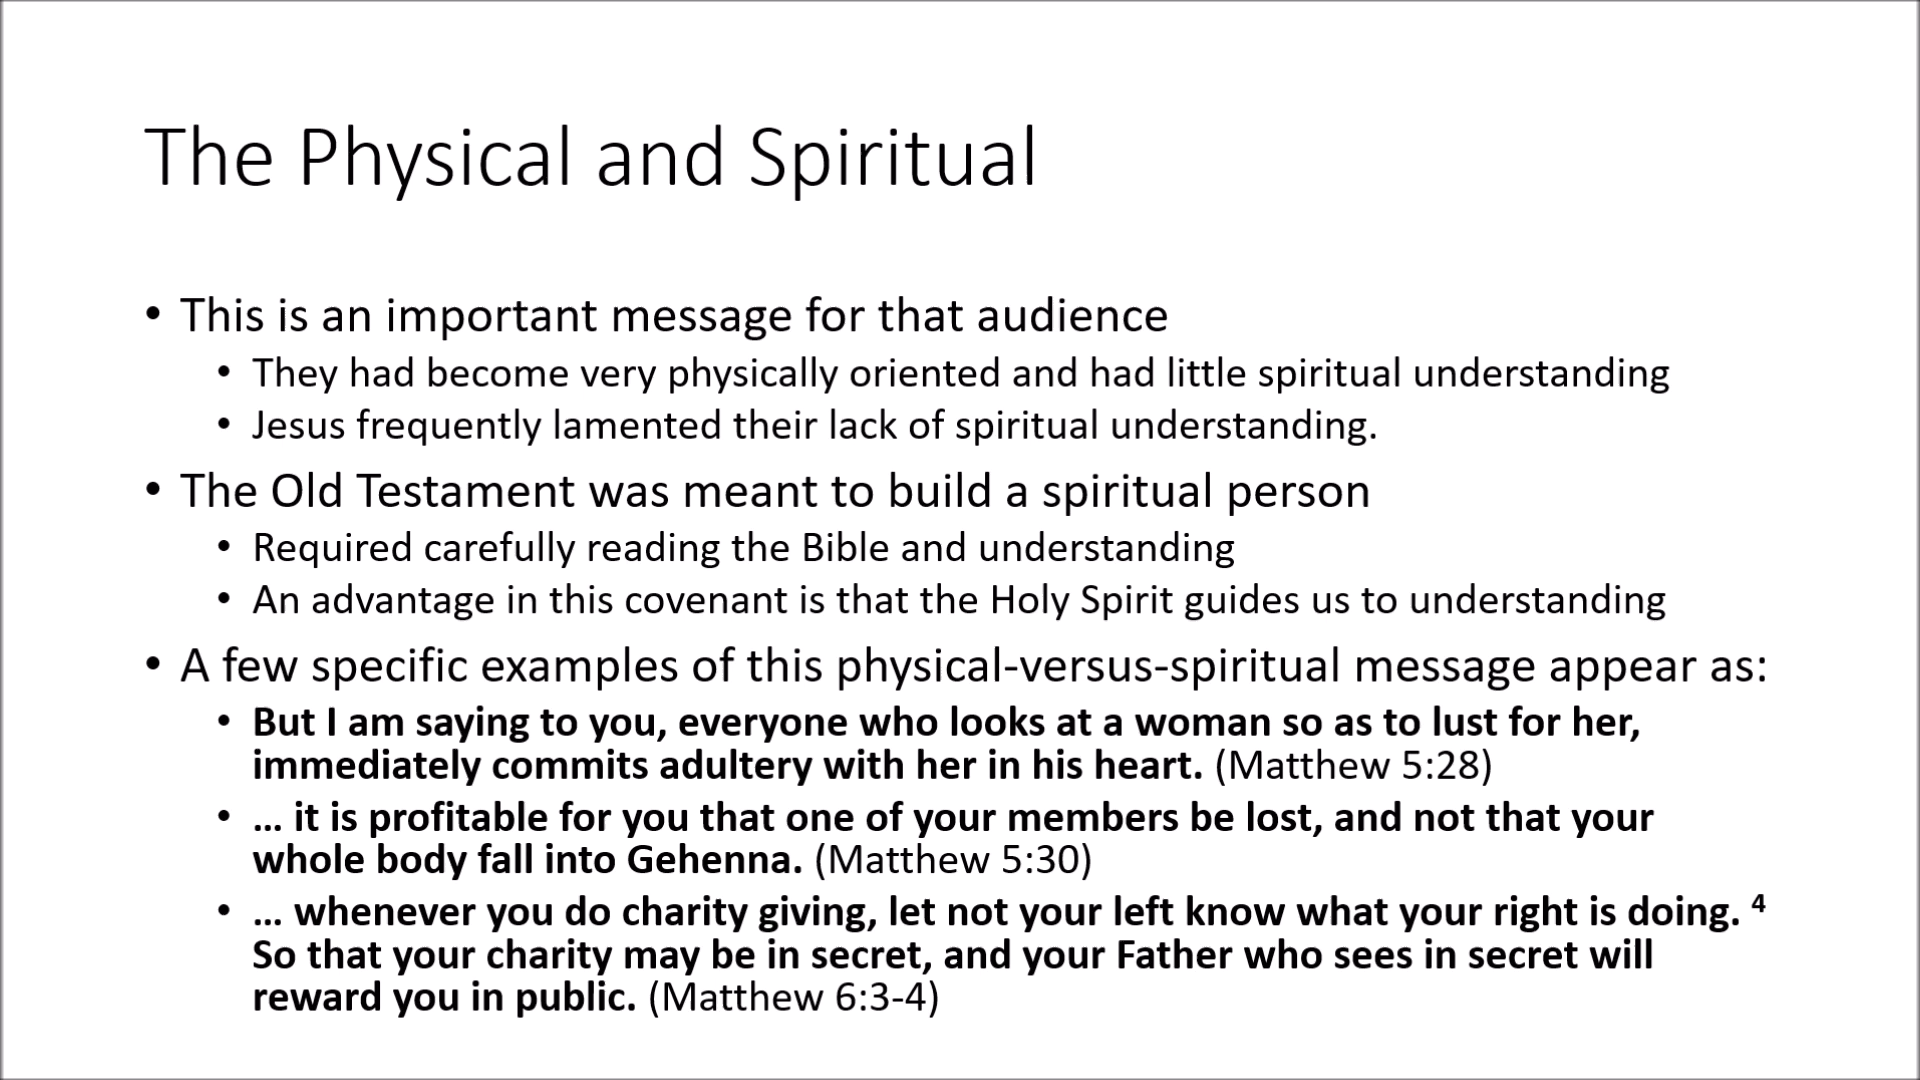 The Physical and Spiritual
• This is an important message for that audience
• They had become very physically oriented and had little spiritual understanding
• Jesus frequently lamented their lack of spiritual understanding.
• The Old Testament was meant to build a spiritual person
• Required carefully reading the Bible and understanding
• An advantage in this covenant is that the Holy Spirit guides us to understanding
• A few specific examples of this physical-versus-spiritual message appear as:
• But I am saying to you, everyone who looks at a woman so as to lust for her,
immediately commits adultery with her in his heart. (Matthew 5:28)
• … it is profitable for you that one of your members be lost, and not that your
whole body fall into Gehenna. (Matthew 5:30)
• … whenever you do charity giving, let not your left know what your right is doing. ⁴
So that your charity may be in secret, and your Father who sees in secret will
reward you in public. (Matthew 6:3-4)